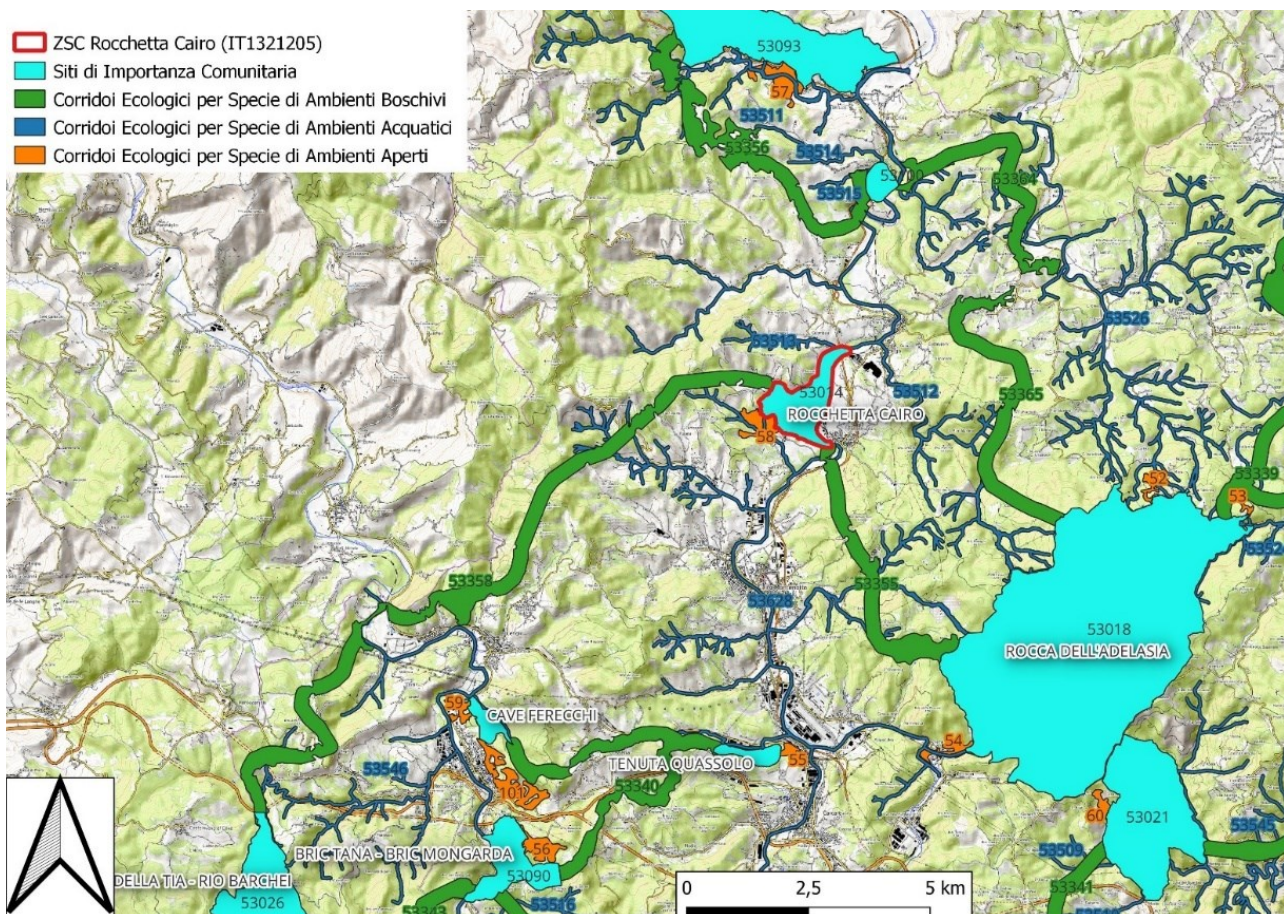 ZSC Rocchetta Cairo (IT1321205)
Siti di Importanza Comunitaria
Corridoi Ecologici per Specie di Ambienti Boschivi
Corridoi Ecologici per Specie di Ambienti Acquatici
Corridoi Ecologici per Specie di Ambienti Aperti
53093
57
53511
53356
53514
53515
53526
53513
53512
53014
ROCCHETTA CAIRO
58
53365
52
53339
53
53358
53355
53628
53018
ROCCA DELL'ADELASIA
59
CAVE FERECCHI
54
TENUTA QUASSOLO
55
53340
53546
101
60
53021
53545
BRIC TANA - BRIC MONGARDA
56
53509
DELLA TIA - RIO BARCHEI
53090
53341
53026
53343
53516
0 2,5 5 km